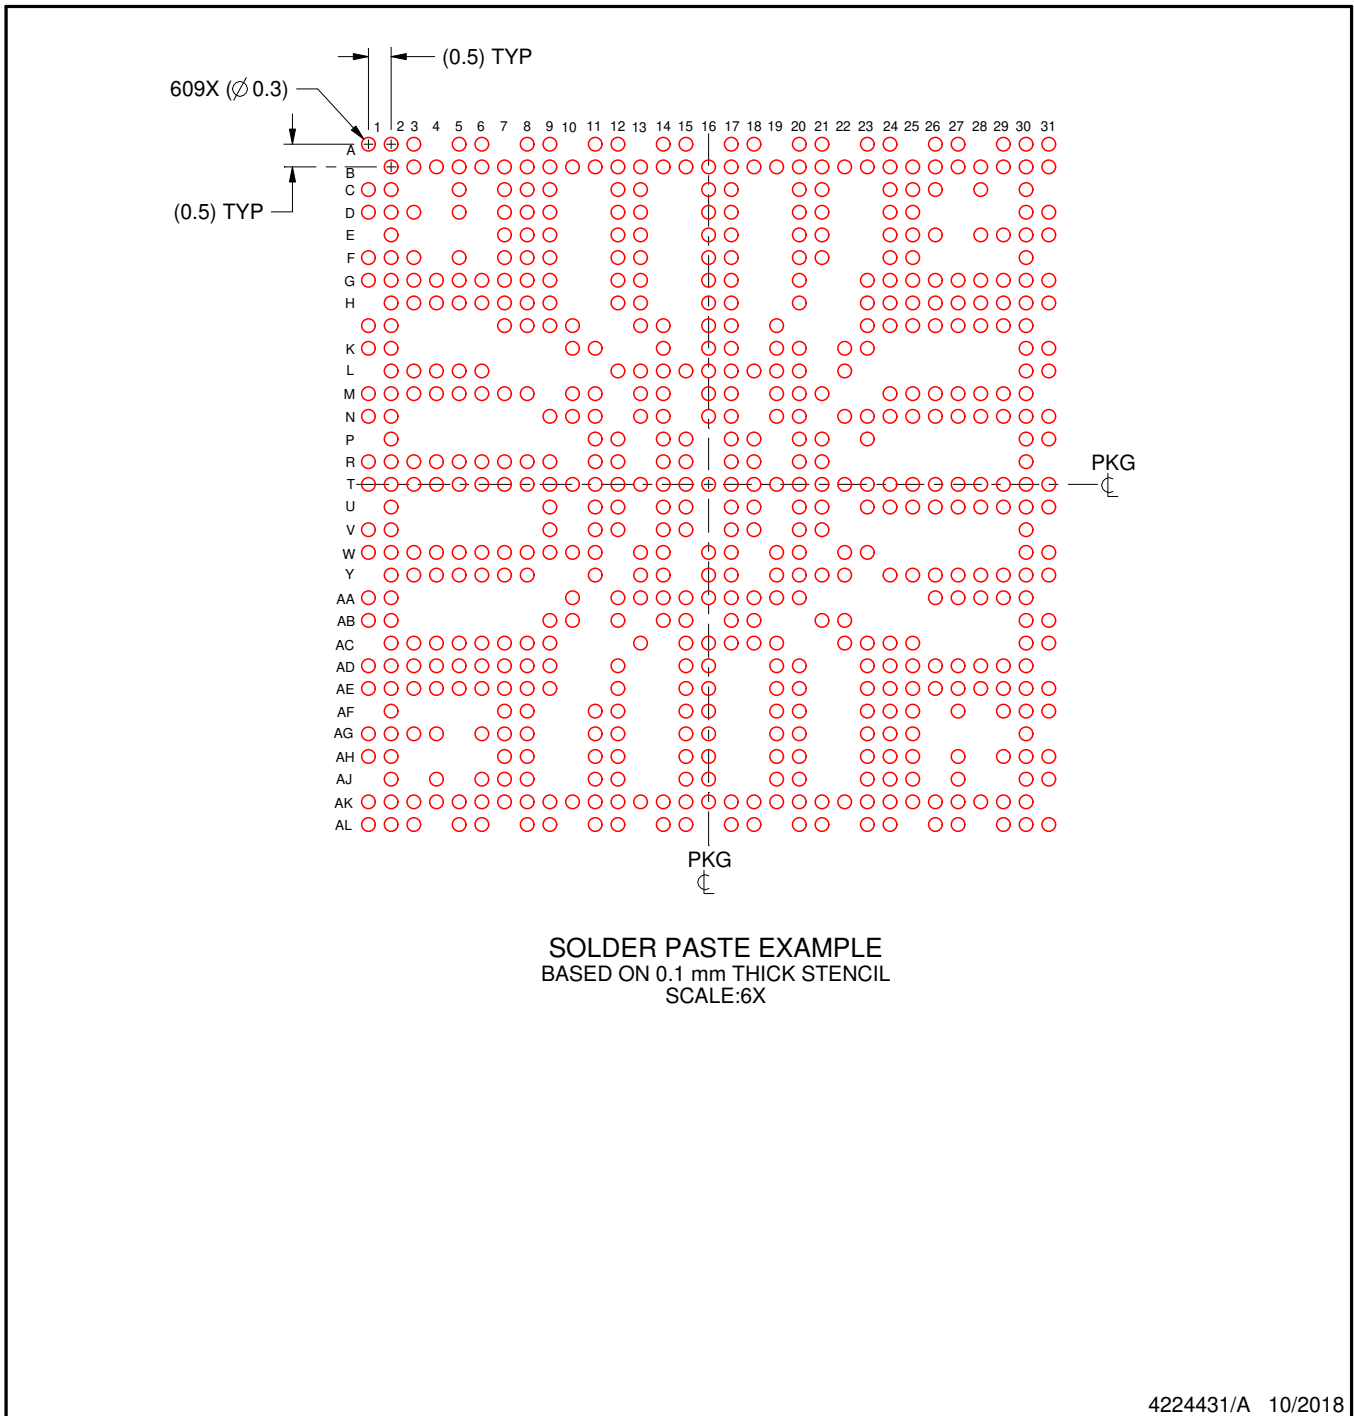 (0.5) TYP
609X (∅ 0.3)
1 2 3 4 5 6 7 8 9 10 11 12 13 14 15 16 17 18 19 20 21 22 23 24 25 26 27 28 29 30 31
A
B
C
(0.5) TYP
D
E
F
G
H
K
L
M
N
P
R
PKG
T
U
V
W
Y
AA
AB
AC
AD
AE
AF
AG
AH
AJ
AK
AL
PKG
SOLDER PASTE EXAMPLE
BASED ON 0.1 mm THICK STENCIL
SCALE:6X
4224431/A 10/2018